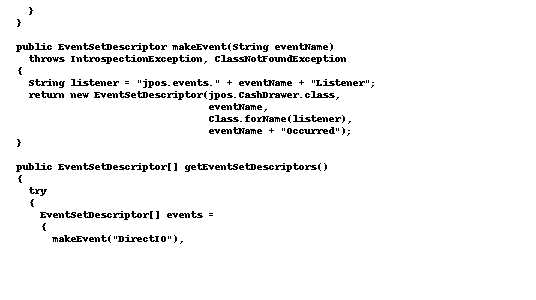 }
}

public EventSetDescriptor makeEvent(String eventName)
  throws IntrospectionException, ClassNotFoundException
{
  String listener = "jpos.events." + eventName + "Listener";
  return new EventSetDescriptor(jpos.CashDrawer.class,
                                eventName,
                                Class.forName(listener),
                                eventName + "Occurred");
}

public EventSetDescriptor[] getEventSetDescriptors()
{
  try
  {
    EventSetDescriptor[] events =
    {
      makeEvent("DirectIO"),